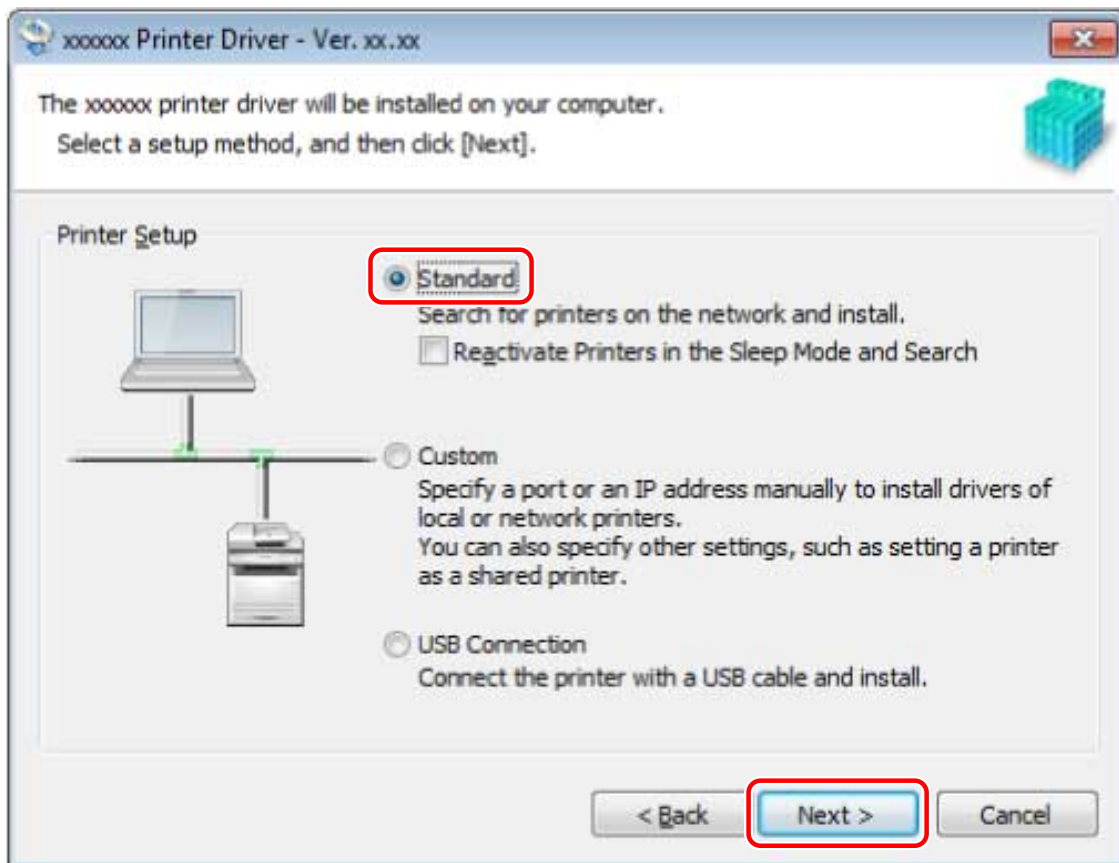 xxxxxx Printer Driver - Ver. xx.xx
The xxxxxx printer driver will be installed on your computer.
Select a setup method, and then click [Next].
Printer Setup
Standard
Search for printers on the network and install.
Reactivate Printers in the Sleep Mode and Search
Custom
Specify a port or an IP address manually to install drivers of
local or network printers.
You can also specify other settings, such as setting a printer
as a shared printer.
USB Connection
Connect the printer with a USB cable and install.
< Back
Next >
Cancel